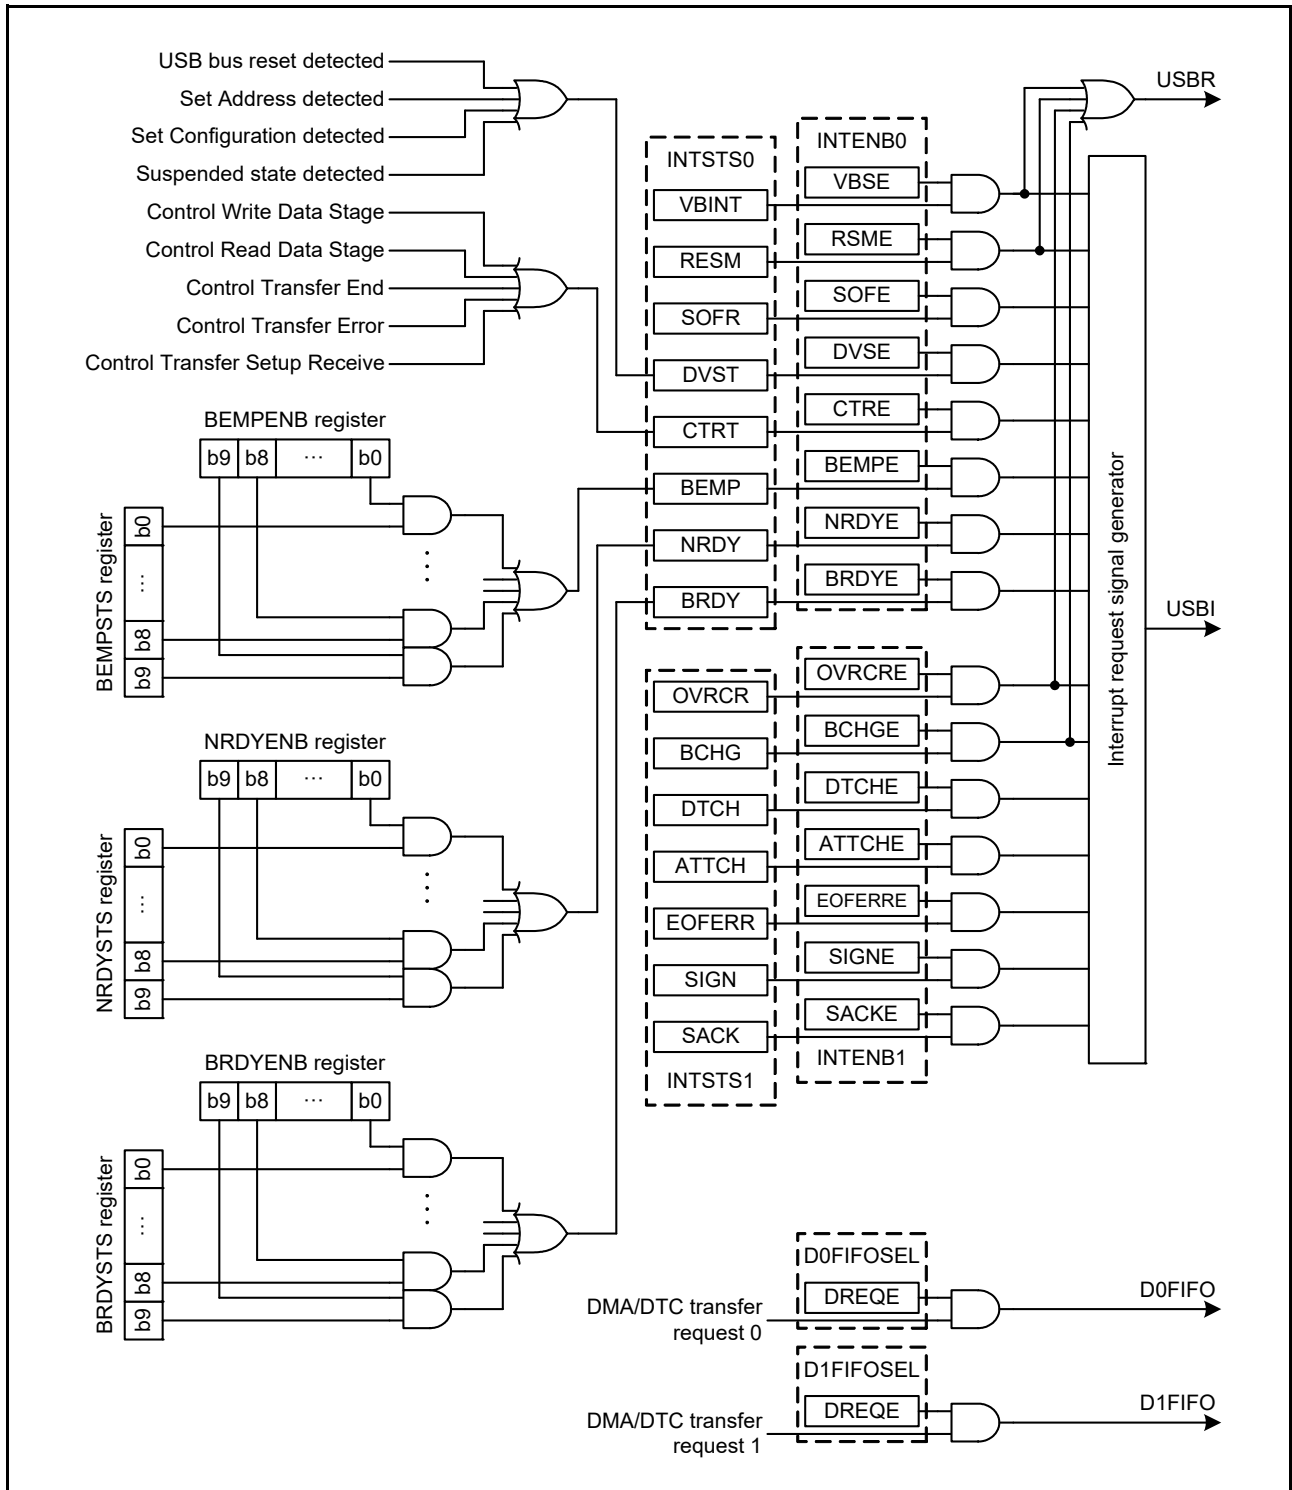 USB bus reset detected
Set Address detected
Set Configuration detected
Suspended state detected
Control Write Data Stage
Control Read Data Stage
Control Transfer End
Control Transfer Error
Control Transfer Setup Receive
BEMPENB register
b9 b8 ··· b0
BEMPSTS register
b0
···
b8
b9
NRDYENB register
b9 b8 ··· b0
NRDYSTS register
b0
···
b8
b9
BRDYENB register
b9 b8 ··· b0
BRDYSTS register
b0
···
b8
b9
INTSTS0
VBINT
RESM
SOFR
DVST
CTRT
BEMP
NRDY
BRDY
INTENB0
VBSE
RSME
SOFE
DVSE
CTRE
BEMPE
NRDYE
BRDYE
OVRCR
BCHG
DTCH
ATTCH
EOFERR
SIGN
SACK
INTSTS1
OVRCRE
BCHGE
DTCHE
ATTCHE
EOFERRE
SIGNE
SACKE
INTENB1
Interrupt request signal generator
USBR
USBI
D0FIFOSEL
DREQE
DMA/DTC transfer
request 0
D0FIFO
D1FIFOSEL
DREQE
DMA/DTC transfer
request 1
D1FIFO